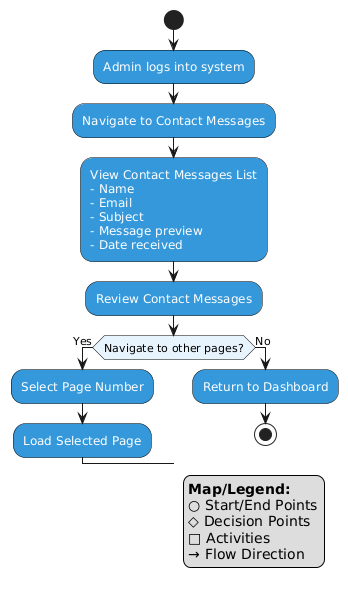 Admin logs into system
Navigate to Contact Messages
View Contact Messages List
- Name
- Email
- Subject
- Message preview
- Date received
Review Contact Messages
Yes
Navigate to other pages?
No
Select Page Number
Return to Dashboard
Load Selected Page
Map/Legend:
○ Start/End Points
◇ Decision Points
□ Activities
→ Flow Direction